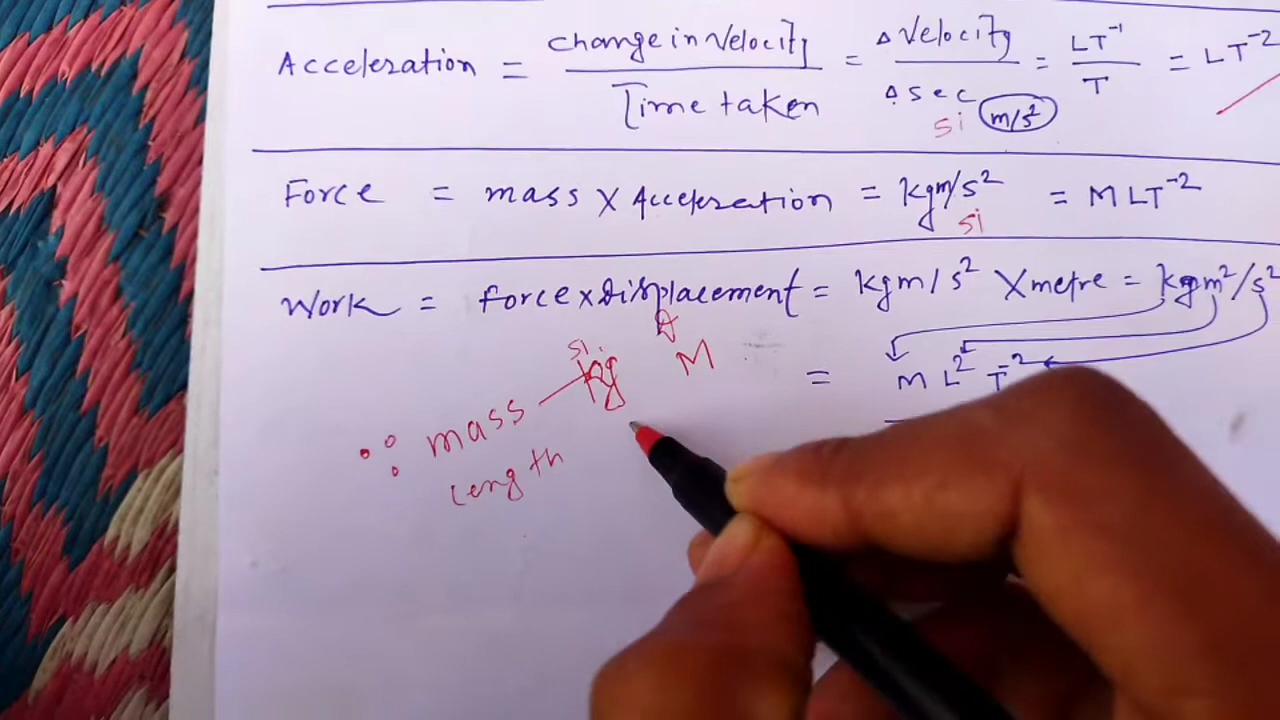 Acceleration = change in Velocity / Time taken = Δ Velocity / Δ sec = LT⁻¹ / T = LT⁻²
Si m/s²
Force = mass X Acceleration = kgm/s² = MLT⁻²
Si
Work = force x Displacement = kgm/s² X metre = kgm²/s²
= M L² T⁻²
Si
∵ mass kg M
Length